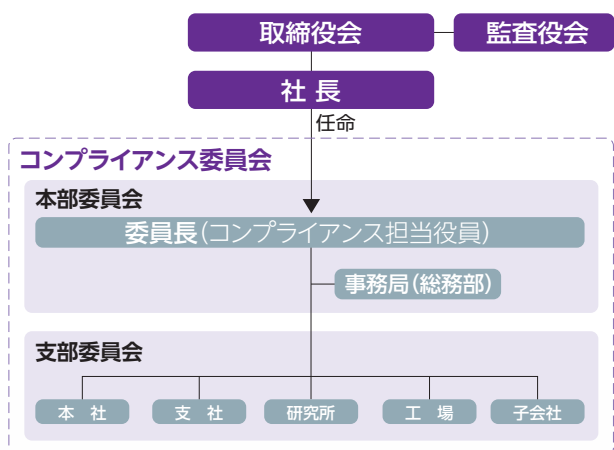 取締役会
監査役会
社 長
任命
コンプライアンス委員会
本部委員会
委員長(コンプライアンス担当役員)
事務局(総務部)
支部委員会
本 社
支 社
研究所
工 場
子会社